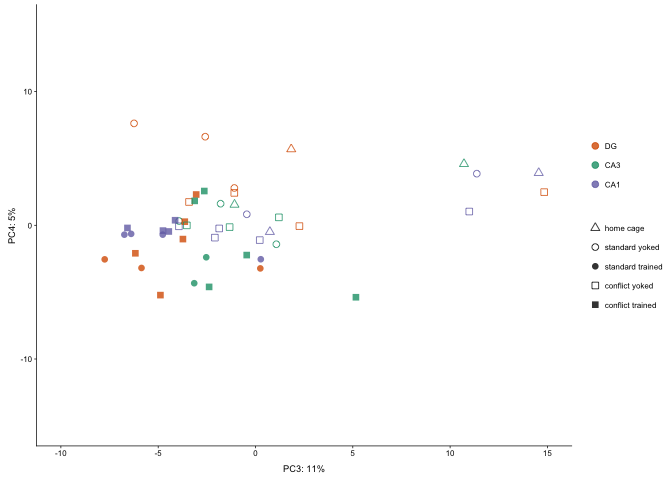 10
0
-10
PC4: 5%
-10
-5
0
5
10
15
PC3: 11%
DG
CA3
CA1
home cage
standard yoked
standard trained
conflict yoked
conflict trained